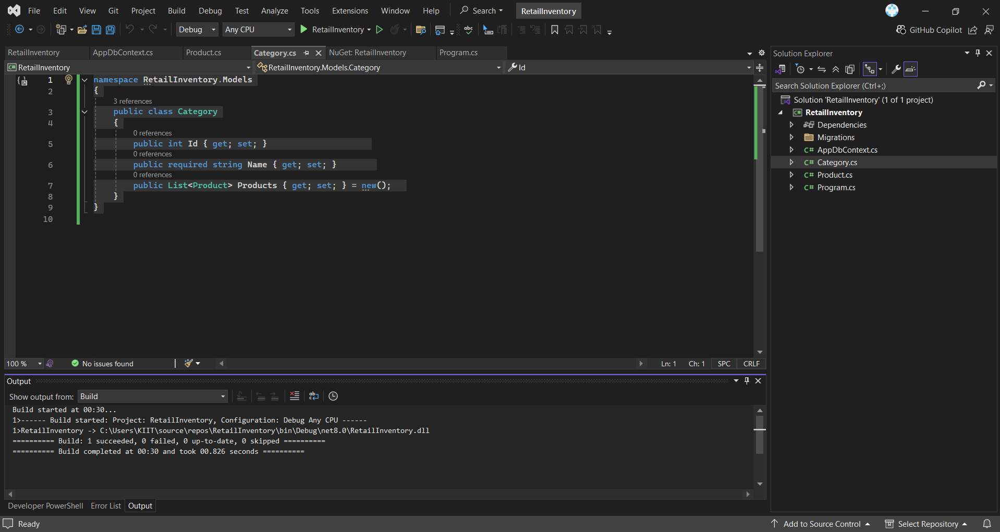 File Edit View Git Project Build Debug Test Analyze Tools Extensions Window Help Search RetailInventory
Debug Any CPU RetailInventory GitHub Copilot
RetailInventory AppDbContext.cs Product.cs Category.cs NuGet: RetailInventory Program.cs
RetailInventory RetailInventory.Models.Category Id
1 namespace RetailInventory.Models
2 {
3 references
3 public class Category
4 {
0 references
5 public int Id { get; set; }
0 references
6 public required string Name { get; set; }
0 references
7 public List<Product> Products { get; set; } = new();
8 }
9 }
10
100 % No issues found Ln: 1 Ch: 1 SPC CRLF
Output
Show output from: Build
Build started at 00:30...
1>------ Build started: Project: RetailInventory, Configuration: Debug Any CPU ------
1>RetailInventory -> C:\Users\KIIT\source\repos\RetailInventory\bin\Debug\net8.0\RetailInventory.dll
========== Build: 1 succeeded, 0 failed, 0 up-to-date, 0 skipped ==========
========== Build completed at 00:30 and took 00.826 seconds ==========
Developer PowerShell Error List Output
Solution Explorer
Search Solution Explorer (Ctrl+;)
Solution 'RetailInventory' (1 of 1 project)
RetailInventory
Dependencies
Migrations
C# AppDbContext.cs
C# Category.cs
C# Product.cs
C# Program.cs
Ready Add to Source Control Select Repository